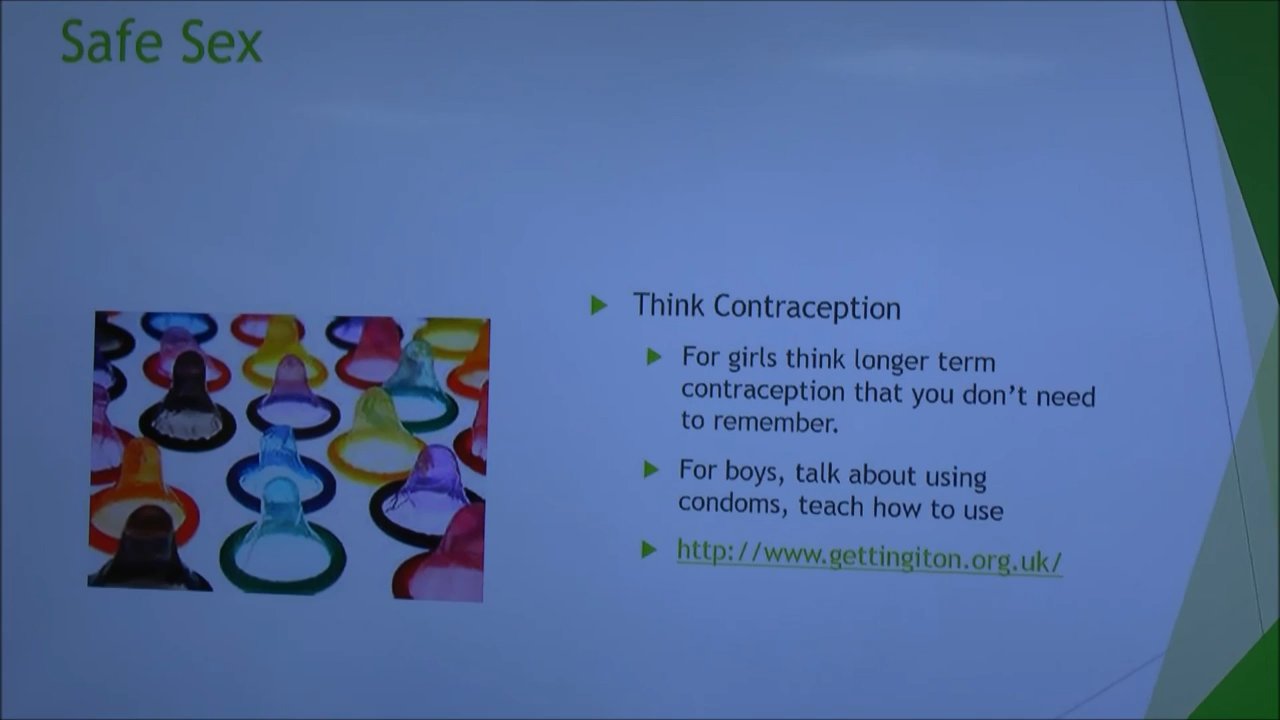 Safe Sex
Think Contraception
For girls think longer term
contraception that you don't need
to remember.
For boys, talk about using
condoms, teach how to use
http://www.gettingiton.org.uk/